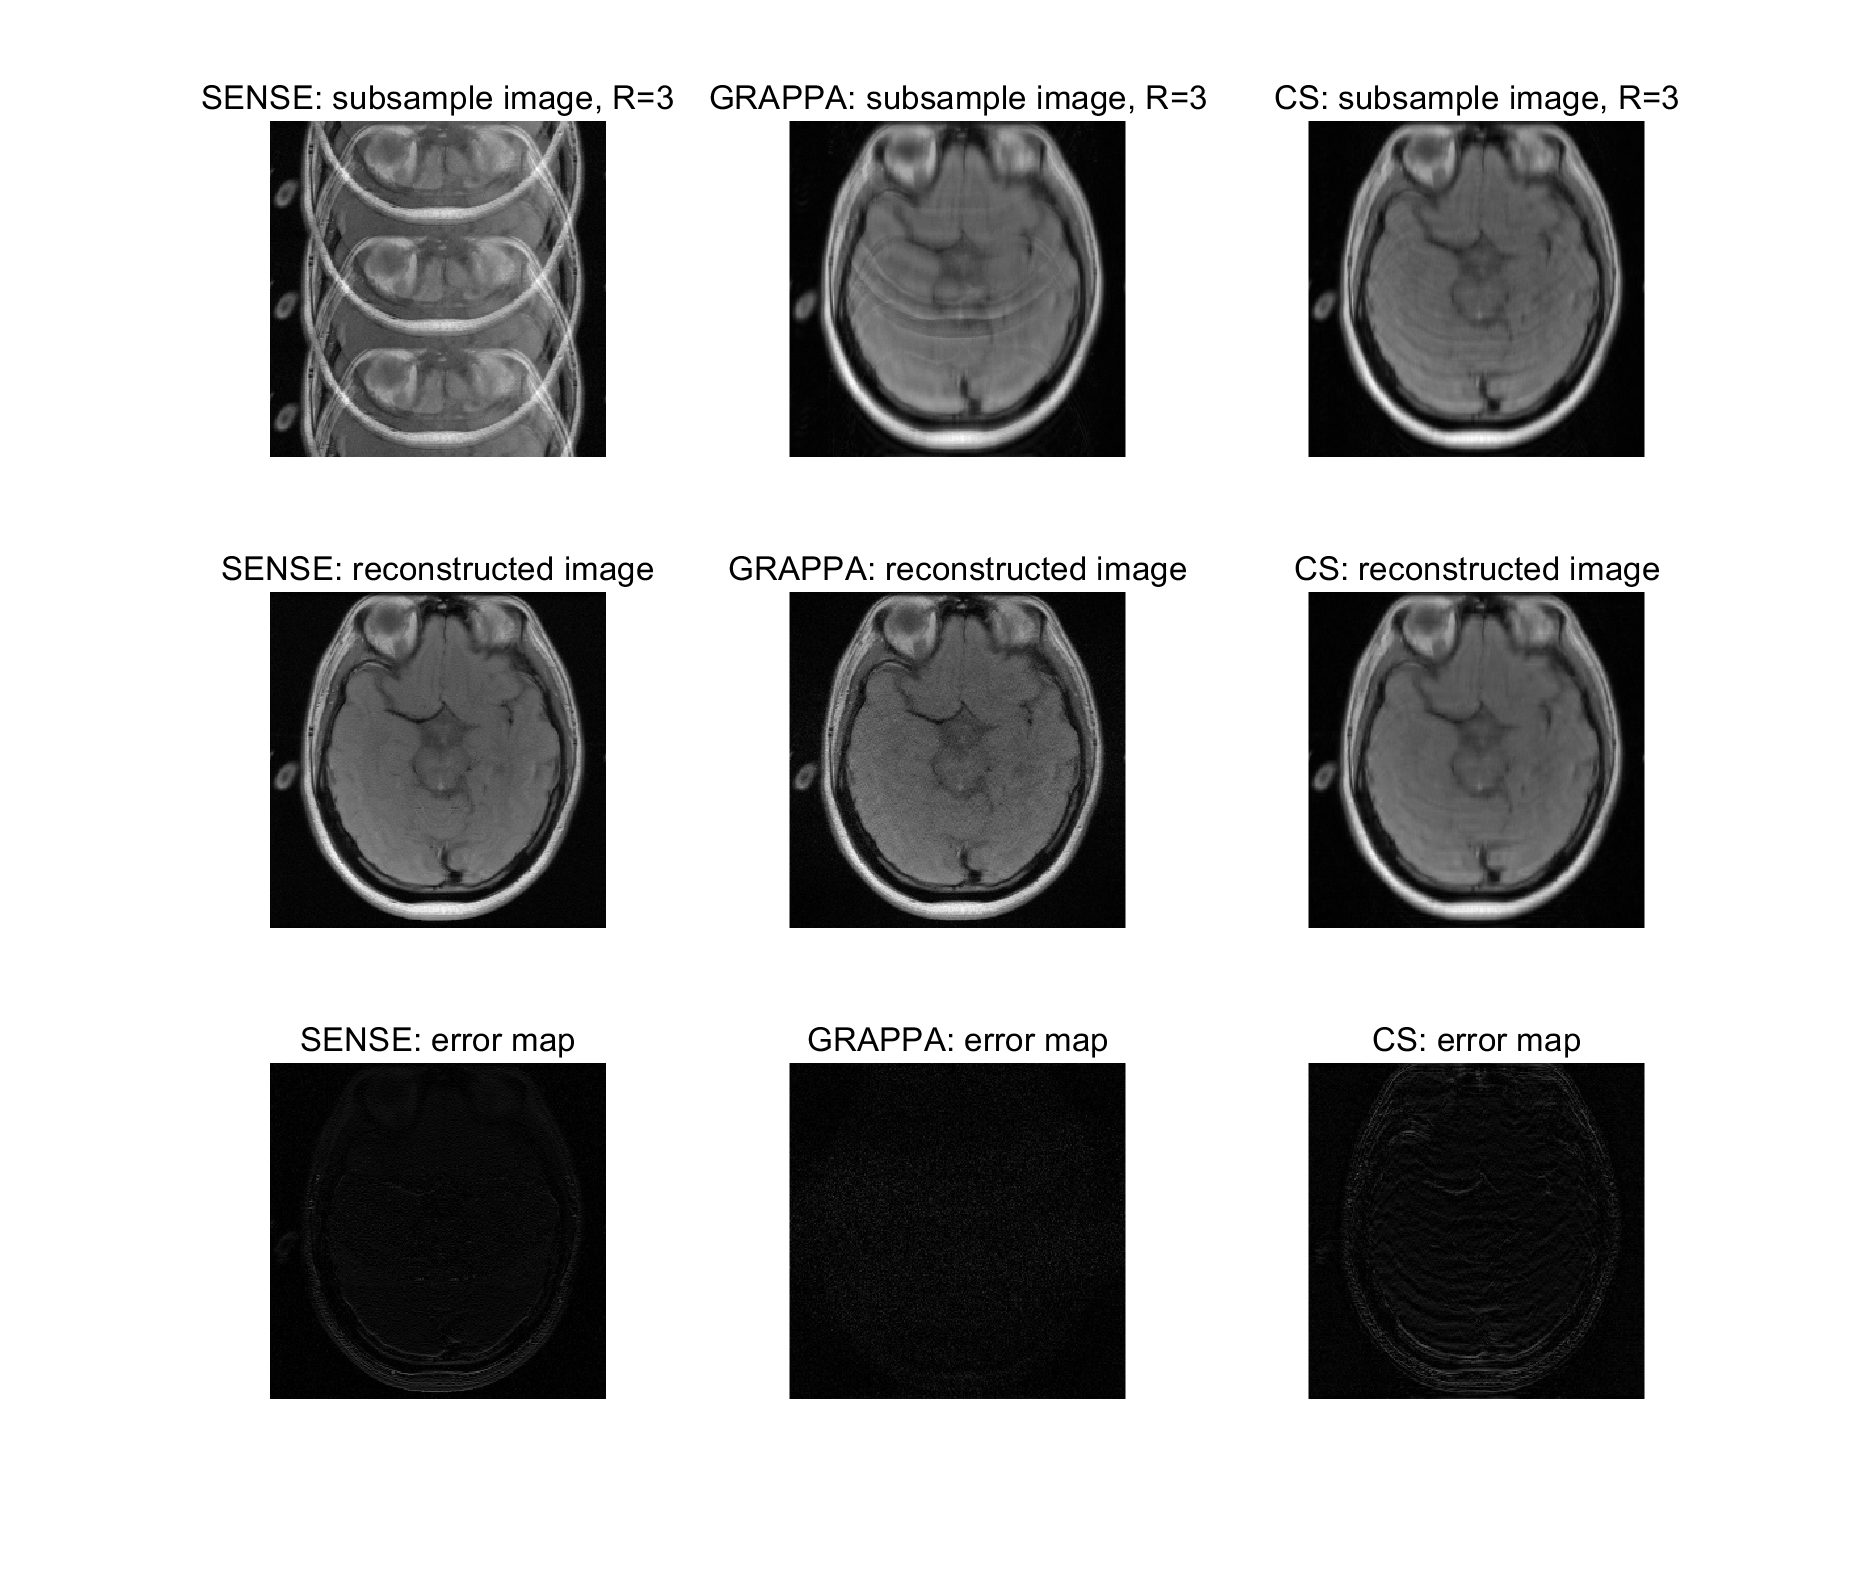 SENSE: subsample image, R=3
GRAPPA: subsample image, R=3
CS: subsample image, R=3
SENSE: reconstructed image
GRAPPA: reconstructed image
CS: reconstructed image
SENSE: error map
GRAPPA: error map
CS: error map